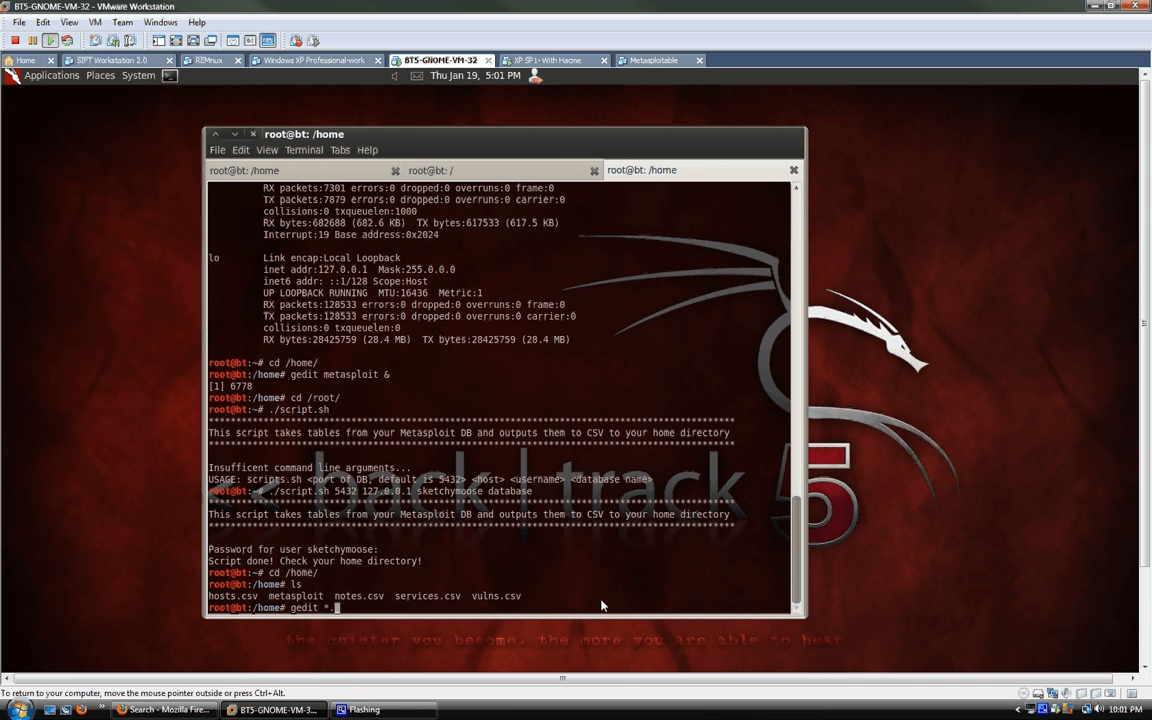 BT5-GNOME-VM-32 - VMware Workstation
File Edit View VM Team Windows Help
Home SIFT Workstation 2.0 REMnux Windows XP Professional-work BT5-GNOME-VM-32 XP SP1-With Hacme Metasploitable
Applications Places System Thu Jan 19, 5:01 PM
root@bt: /home
File Edit View Terminal Tabs Help
root@bt: /home root@bt: / root@bt: /home
RX packets:7301 errors:0 dropped:0 overruns:0 frame:0
TX packets:7879 errors:0 dropped:0 overruns:0 carrier:0
collisions:0 txqueuelen:1000
RX bytes:682688 (682.6 KB) TX bytes:617533 (617.5 KB)
Interrupt:19 Base address:0x2024
lo Link encap:Local Loopback
inet addr:127.0.0.1 Mask:255.0.0.0
inet6 addr: ::1/128 Scope:Host
UP LOOPBACK RUNNING MTU:16436 Metric:1
RX packets:128533 errors:0 dropped:0 overruns:0 frame:0
TX packets:128533 errors:0 dropped:0 overruns:0 carrier:0
collisions:0 txqueuelen:0
RX bytes:28425759 (28.4 MB) TX bytes:28425759 (28.4 MB)
root@bt:~# cd /home/
root@bt:/home# gedit metasploit &
[1] 6778
root@bt:/home# cd /root/
root@bt:~# ./script.sh
This script takes tables from your Metasploit DB and outputs them to CSV to your home directory
Insufficent command line arguments...
USAGE: scripts.sh <port of DB, default is 5432> <host> <username> <database name>
root@bt:~# ./script.sh 5432 127.0.0.1 sketchymoose database
This script takes tables from your Metasploit DB and outputs them to CSV to your home directory
Password for user sketchymoose:
Script done! Check your home directory!
root@bt:~# cd /home/
root@bt:/home# ls
hosts.csv metasploit notes.csv services.csv vulns.csv
root@bt:/home# gedit *.
<< back | track 5
the quieter you become, the more you are able to hear
To return to your computer, move the mouse pointer outside or press Ctrl+Alt.
Search - Mozilla Fire... BT5-GNOME-VM-3... Flashing 10:01 PM